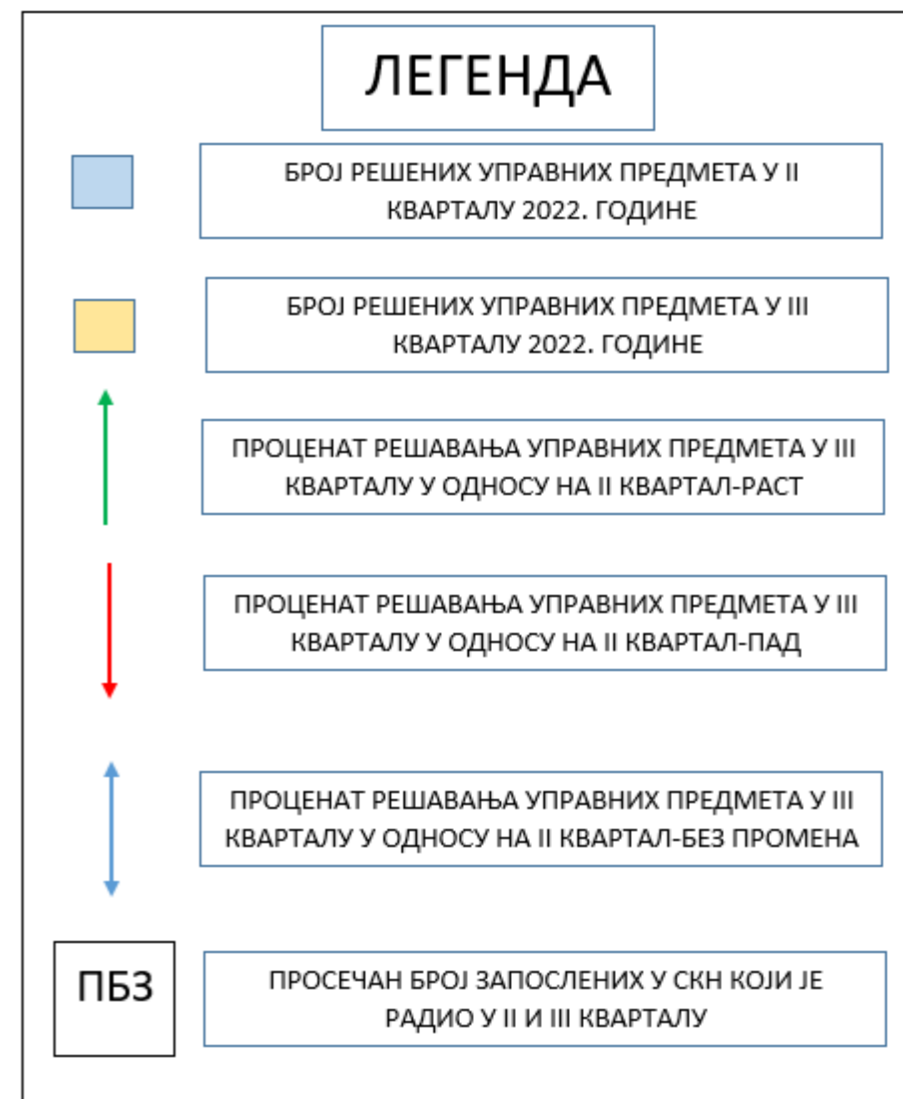 ЛЕГЕНДА
БРОЈ РЕШЕНИХ УПРАВНИХ ПРЕДМЕТА У II
КВАРТАЛУ 2022. ГОДИНЕ
БРОЈ РЕШЕНИХ УПРАВНИХ ПРЕДМЕТА У III
КВАРТАЛУ 2022. ГОДИНЕ
ПРОЦЕНАТ РЕШАВАЊА УПРАВНИХ ПРЕДМЕТА У III
КВАРТАЛУ У ОДНОСУ НА II КВАРТАЛ-РАСТ
ПРОЦЕНАТ РЕШАВАЊА УПРАВНИХ ПРЕДМЕТА У III
КВАРТАЛУ У ОДНОСУ НА II КВАРТАЛ-ПАД
ПРОЦЕНАТ РЕШАВАЊА УПРАВНИХ ПРЕДМЕТА У III
КВАРТАЛУ У ОДНОСУ НА II КВАРТАЛ-БЕЗ ПРОМЕНА
ПБЗ
ПРОСЕЧАН БРОЈ ЗАПОСЛЕНИХ У СКН КОЈИ ЈЕ
РАДИО У II И III КВАРТАЛУ